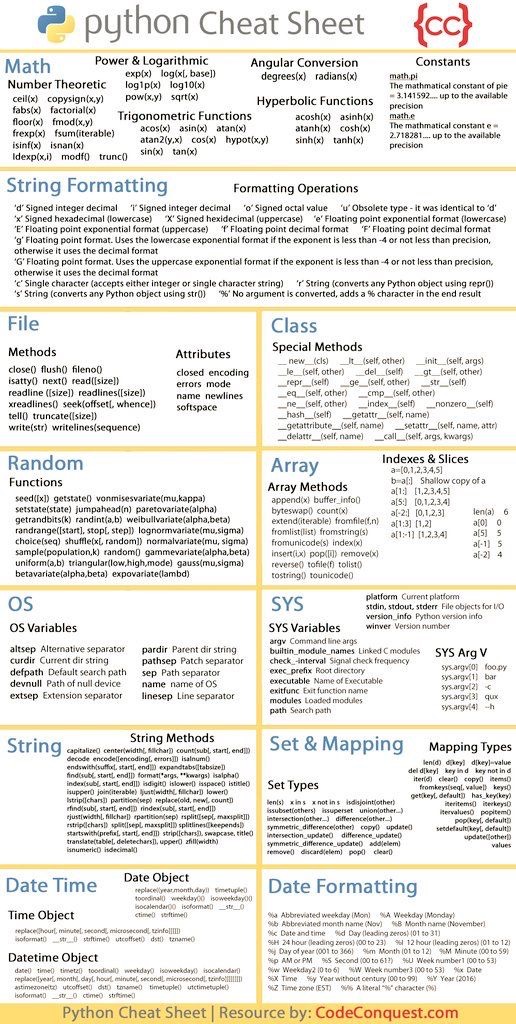 python Cheat Sheet
{cc}
Math
Number Theoretic
ceil(x) copysign(x,y)
fabs(x) factorial(x)
floor(x) fmod(x,y)
frexp(x) fsum(iterable)
isinf(x) isnan(x)
ldexp(x,i) modf() trunc()
Power & Logarithmic
exp(x) log(x[, base])
log1p(x) log10(x)
pow(x,y) sqrt(x)
Trigonometric Functions
acos(x) asin(x) atan(x)
atan2(y,x) cos(x) hypot(x,y)
sin(x) tan(x)
Angular Conversion
degrees(x) radians(x)
Hyperbolic Functions
acosh(x) asinh(x)
atanh(x) cosh(x)
sinh(x) tanh(x)
Constants
math.pi
The mathmatical constant of pie
= 3.141592.... up to the available
precision
math.e
The mathmatical constant e =
2.718281.... up to the available
precision
String Formatting
Formatting Operations
'd' Signed integer decimal 'i' Signed integer decimal 'o' Signed octal value 'u' Obsolete type - it was identical to 'd'
'x' Signed hexadecimal (lowercase) 'X' Signed hexidecimal (uppercase) 'e' Floating point exponential format (lowercase)
'E' Floating point exponential format (uppercase) 'f' Floating point decimal format 'F' Floating point decimal format
'g' Floating point format. Uses the lowercase exponential format if the exponent is less than -4 or not less than precision,
otherwise it uses the decimal format
'G' Floating point format. Uses the uppercase exponential format if the exponent is less than -4 or not less than precision,
otherwise it uses the decimal format
'c' Single character (accepts either integer or single character string) 'r' String (converts any Python object using repr())
's' String (converts any Python object using str()) '%' No argument is converted, adds a % character in the end result
File
Methods
close() flush() fileno()
isatty() next() read([size])
readline ([size]) readlines([size])
xreadlines() seek(offset[, whence])
tell() truncate([size])
write(str) writelines(sequence)
Attributes
closed encoding
errors mode
name newlines
softspace
Class
Special Methods
__new__(cls) __lt__(self, other) __init__(self, args)
__le__(self, other) __del__(self) __gt__(self, other)
__repr__(self) __ge__(self, other) __str__(self)
__eq__(self, other) __cmp__(self, other)
__ne__(self, other) __index__(self) __nonzero__(self)
__hash__(self) __getattr__(self, name)
__getattribute__(self, name) __setattr__(self, name, attr)
__delattr__(self, name) __call__(self, args, kwargs)
Random
Functions
seed([x]) getstate() vonmisesvariate(mu,kappa)
setstate(state) jumpahead(n) paretovariate(alpha)
getrandbits(k) randint(a,b) weibullvariate(alpha,beta)
randrange([start], stop[, step]) lognormvariate(mu,sigma)
choice(seq) shuffle(x[, random]) normalvariate(mu, sigma)
sample(population,k) random() gammevariate(alpha,beta)
uniform(a,b) triangular(low,high,mode) gauss(mu,sigma)
betavariate(alpha,beta) expovariate(lambd)
Array
Array Methods
append(x) buffer_info()
byteswap() count(x)
extend(iterable) fromfile(f,n)
fromlist(list) fromstring(s)
fromunicode(s) index(x)
insert(i,x) pop([i]) remove(x)
reverse() tofile(f) tolist()
tostring() tounicode()
Indexes & Slices
a=[0,1,2,3,4,5]
b=a[:] Shallow copy of a
a[1:] [1,2,3,4,5]
a[:5] [0,1,2,3,4]
a[-2:] [0,1,2,3]
a[1:3] [1,2]
a[1:-1] [1,2,3,4]
len(a) 6
a[0] 0
a[5] 5
a[-1] 5
a[-2] 4
OS
OS Variables
altsep Alternative separator
curdir Current dir string
defpath Default search path
devnull Path of null device
extsep Extension separator
pardir Parent dir string
pathsep Patch separator
sep Path separator
name name of OS
linesep Line separator
SYS
SYS Variables
argv Command line args
builtin_module_names Linked C modules
check_-interval Signal check frequency
exec_prefix Root directory
executable Name of Executable
exitfunc Exit function name
modules Loaded modules
path Search path
platform Current platform
stdin, stdout, stderr File objects for I/O
version_info Python version info
winver Version number
SYS Arg V
sys.argv[0] foo.py
sys.argv[1] bar
sys.argv[2] -c
sys.argv[3] qux
sys.argv[4] --h
String
String Methods
capitalize() center(width[, fillchar]) count(sub[, start[, end]])
decode encode([encoding[, errors]]) isalnum()
endswith(suffix[, start[, end]]) expandtabs([tabsize])
find(sub[, start[, end]]) format(*args, **kwargs) isalpha()
index(sub[, start[, end]]) isdigit() islower() isspace() istitle()
isupper() join(iterable) ljust(width[, fillchar]) lower()
lstrip([chars]) partition(sep) replace(old, new[, count])
find(sub[, start[, end]]) rindex(sub[, start[, end]])
rjust(width[, fillchar]) rpartition(sep) rsplit([sep[, maxsplit]])
rstrip([chars]) split([sep[, maxsplit]]) splitlines([keepends])
startswith(prefix[, start[, end]]) strip([chars]), swapcase, title()
translate(table[, deletechars]), upper() zfill(width)
isnumeric() isdecimal()
Set & Mapping
Set Types
len(s) x in s x not in s isdisjoint(other)
issubset(others) issuperset union(other...)
intersection(other...) difference(other...)
symmetric_difference(other) copy() update()
intersection_update() difference_update()
symmetric_difference_update() add(elem)
remove() discard(elem) pop() clear()
Mapping Types
len(d) d[key] d[key]=value
del d[key] key in d key not in d
iter(d) clear() copy() items()
fromkeys(seq[, value]) keys()
get(key[, default]) has_key(key)
iteritems() iterkeys()
itervalues() popitem()
pop(key[, default])
setdefault(key[, default])
update([other])
values
Date Time
Date Object
replace((year,month,day)) timetuple()
toordinal() weekday() isoweekday()
isocalendar() isoformat() __str__()
ctime() strftime()
Time Object
replace([hour[, minute[, second[, microsecond[, tzinfo]]]]])
isoformat() __str__() strftime() utcoffset() dst() tzname()
Datetime Object
date() time() timetz() toordinal() weekday() isoweekday() isocalendar()
replace([year[, month[, day[, hour[, minute[, second[, microsecond[, tzinfo]]]]]]]])
astimezone(tz) utcoffset() dst() tzname() timetuple() utctimetuple()
isoformat() __str__() ctime() strftime()
Date Formatting
%a Abbreviated weekday (Mon) %A Weekday (Monday)
%b Abbreviated month name (Nov) %B Month name (November)
%c Date and time %d Day (leading zeros) (01 to 31)
%H 24 hour (leading zeros) (00 to 23) %I 12 hour (leading zeros) (01 to 12)
%j Day of year (001 to 366) %m Month (01 to 12) %M Minute (00 to 59)
%p AM or PM %S Second (00 to 61?) %U Week number1 (00 to 53)
%w Weekday2 (0 to 6) %W Week number3 (00 to 53) %x Date
%X Time %y Year without century (00 to 99) %Y Year (2016)
%Z Time zone (EST) %% A literal "%" character (%)
Python Cheat Sheet | Resource by: CodeConquest.com